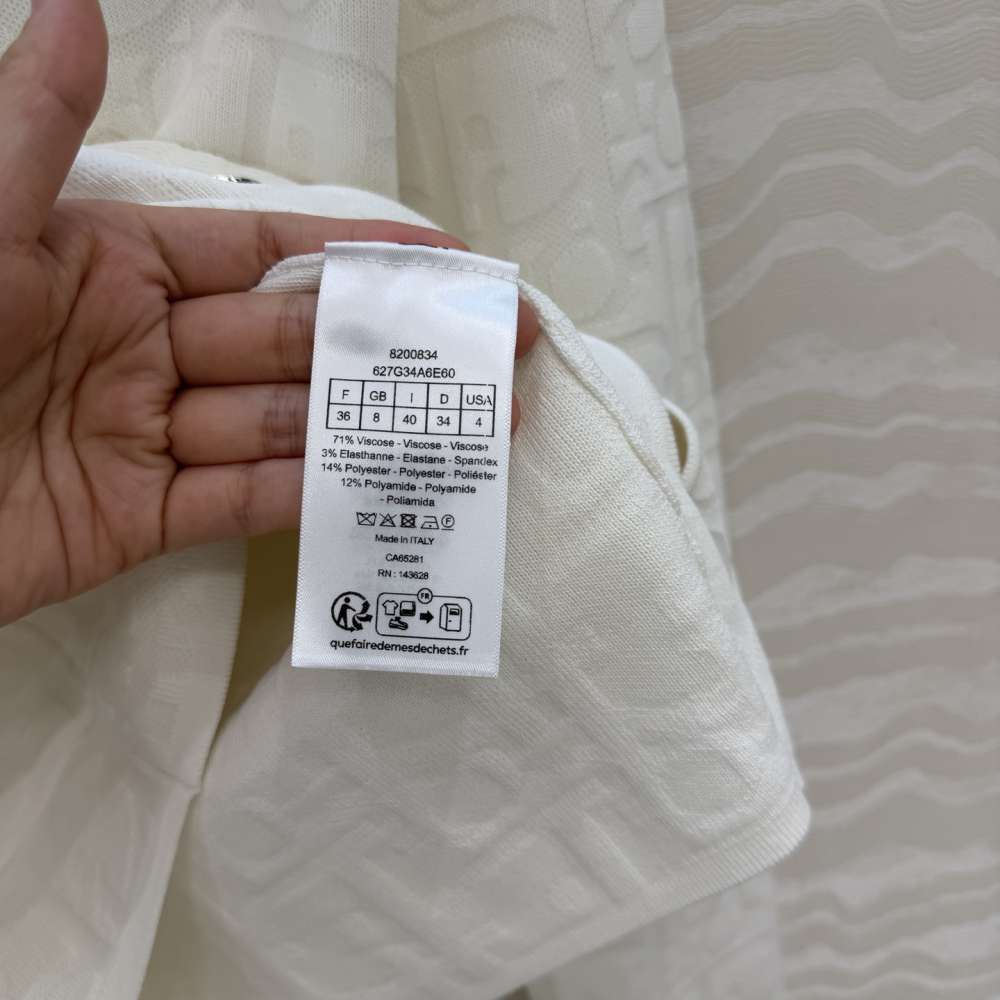 8200834
627G34A6E60
F GB I D USA
36 8 40 34 4
71% Viscose - Viscose - Viscose
3% Elasthanne - Elastane - Spandex
14% Polyester - Polyester - Poliéster
12% Polyamide - Polyamide
- Poliamida
F
Made in ITALY
CA65281
RN : 143628
FR
quefairedemesdechets.fr